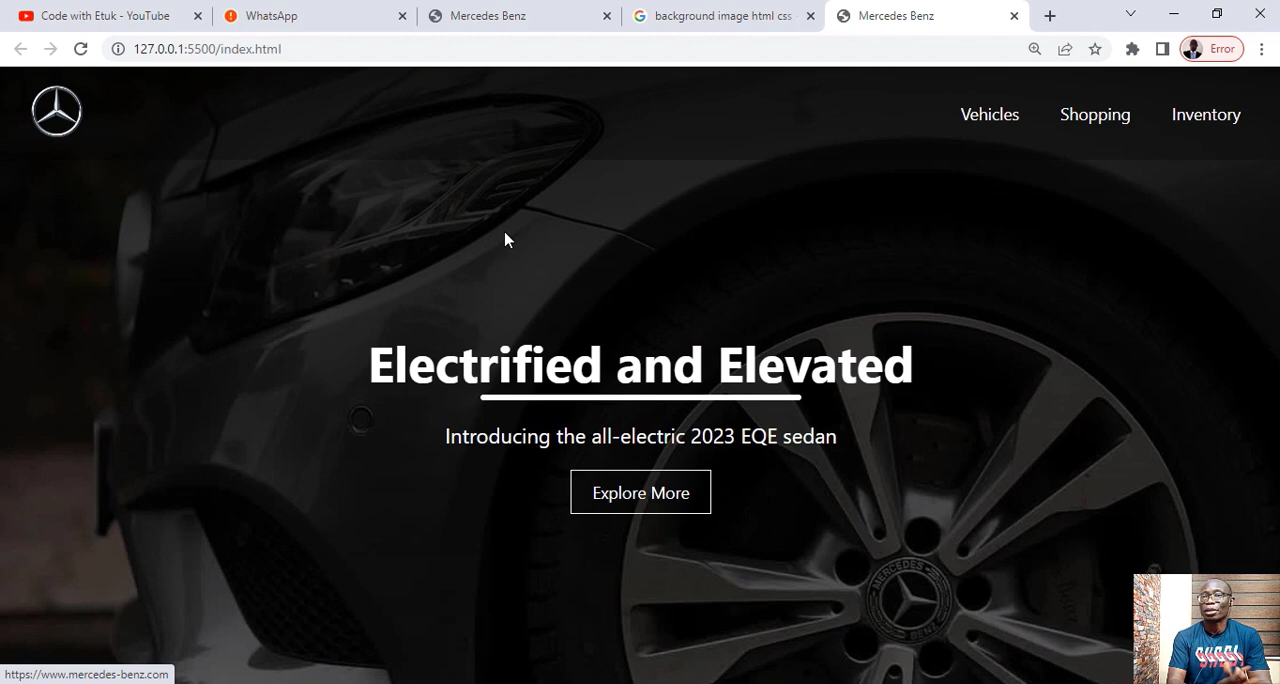 Code with Etuk - YouTube
WhatsApp
Mercedes Benz
background image html css
Mercedes Benz
127.0.0.1:5500/index.html
Error
Vehicles
Shopping
Inventory
Electrified and Elevated
Introducing the all-electric 2023 EQE sedan
Explore More
MERCEDES
BENZ
https://www.mercedes-benz.com